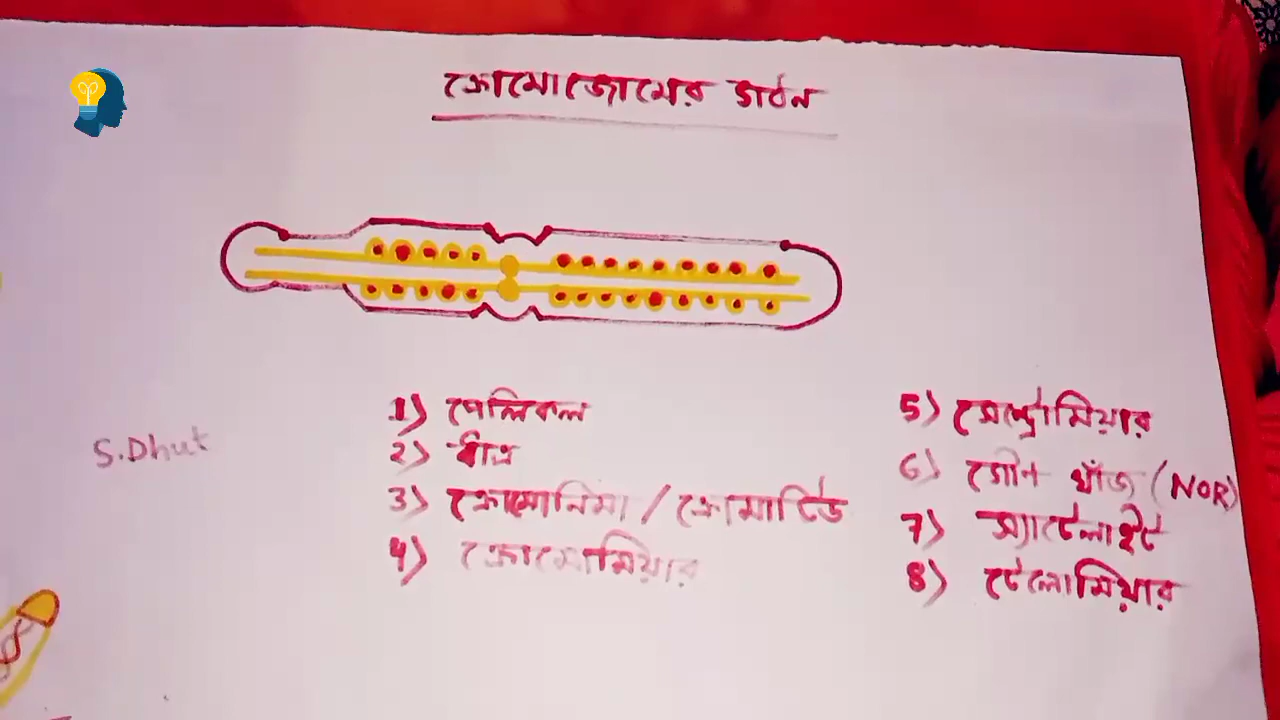 ক্রোমোজোমের গঠন
S.Dhut
1) পেলিকল
2) ধাত্র
3) ক্রোমোনিমা / ক্রোমাটিড
4) ক্রোমোমিয়ার
5) সেন্ট্রোমিয়ার
6) গৌণ খাঁজ (NOR)
7) স্যাটেলাইট
8) টেলোমিয়ার